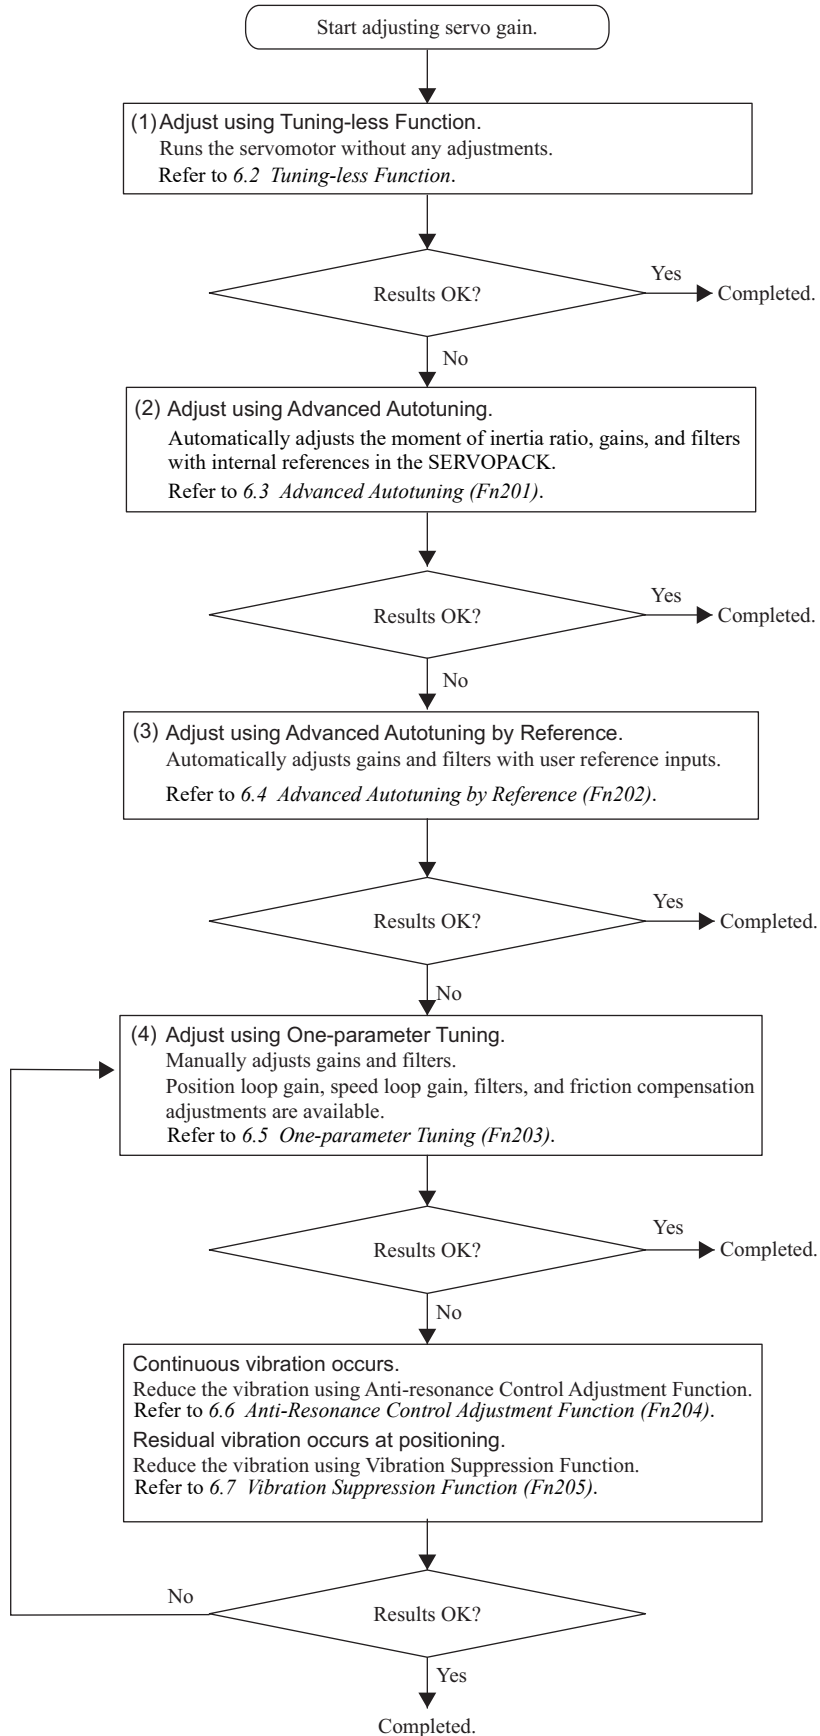 Start adjusting servo gain.
(1) Adjust using Tuning-less Function.
Runs the servomotor without any adjustments.
Refer to 6.2 Tuning-less Function.
Results OK?
Yes
Completed.
No
(2) Adjust using Advanced Autotuning.
Automatically adjusts the moment of inertia ratio, gains, and filters
with internal references in the SERVOPACK.
Refer to 6.3 Advanced Autotuning (Fn201).
Results OK?
Yes
Completed.
No
(3) Adjust using Advanced Autotuning by Reference.
Automatically adjusts gains and filters with user reference inputs.
Refer to 6.4 Advanced Autotuning by Reference (Fn202).
Results OK?
Yes
Completed.
No
(4) Adjust using One-parameter Tuning.
Manually adjusts gains and filters.
Position loop gain, speed loop gain, filters, and friction compensation
adjustments are available.
Refer to 6.5 One-parameter Tuning (Fn203).
Results OK?
Yes
Completed.
No
Continuous vibration occurs.
Reduce the vibration using Anti-resonance Control Adjustment Function.
Refer to 6.6 Anti-Resonance Control Adjustment Function (Fn204).
Residual vibration occurs at positioning.
Reduce the vibration using Vibration Suppression Function.
Refer to 6.7 Vibration Suppression Function (Fn205).
No
Results OK?
Yes
Completed.